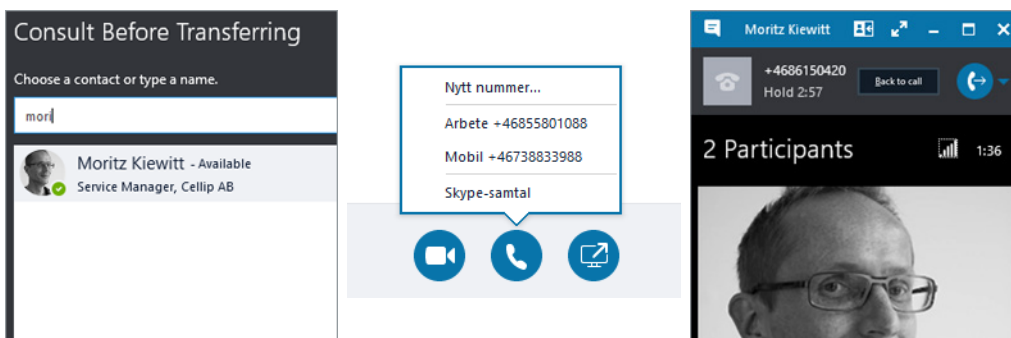 Consult Before Transferring
Choose a contact or type a name.
mori
Moritz Kiewitt - Available
Service Manager, Cellip AB
Nytt nummer...
Arbete +46855801088
Mobil +46738833988
Skype-samtal
Moritz Kiewitt
+4686150420
Hold 2:57
Back to call
2 Participants
1:36